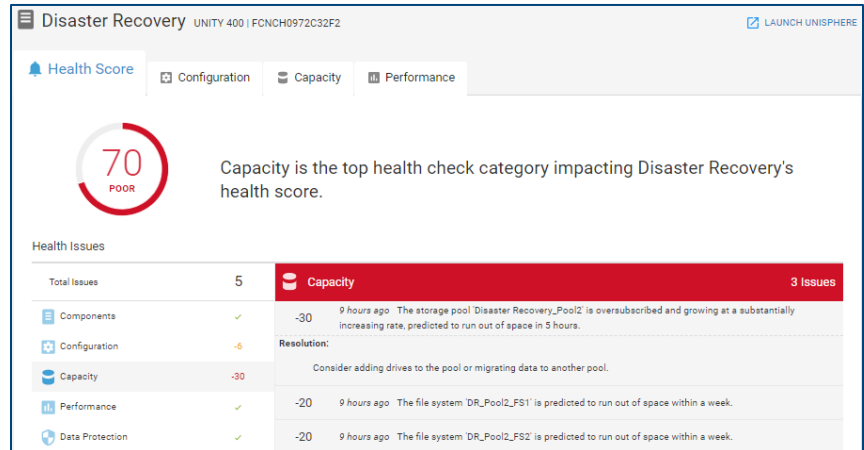 Disaster Recovery UNITY 400 | FCNCH0972C32F2
LAUNCH UNISPHERE
Health Score
Configuration
Capacity
Performance
70
POOR
Capacity is the top health check category impacting Disaster Recovery's
health score.
Health Issues
Total Issues 5
Components
Configuration -6
Capacity -30
Performance
Data Protection
Capacity 3 Issues
-30 9 hours ago The storage pool 'Disaster Recovery_Pool2' is oversubscribed and growing at a substantially
increasing rate, predicted to run out of space in 5 hours.
Resolution:
Consider adding drives to the pool or migrating data to another pool.
-20 9 hours ago The file system 'DR_Pool2_FS1' is predicted to run out of space within a week.
-20 9 hours ago The file system 'DR_Pool2_FS2' is predicted to run out of space within a week.